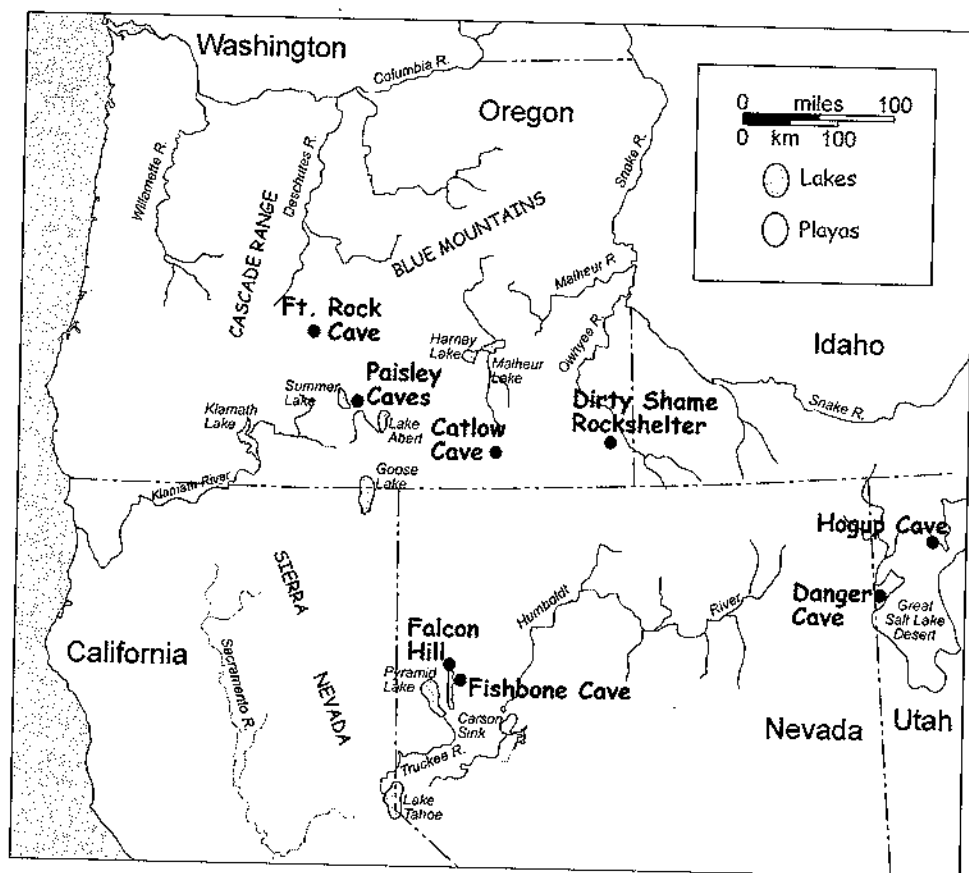 Washington
Columbia R.
Oregon
0 miles 100
0 km 100
Lakes
Playas
Willamette R.
Deschutes R.
Snake R.
CASCADE RANGE
BLUE MOUNTAINS
Malheur R.
Ft. Rock
Cave
Owhyee R.
Harney
Lake
Malheur
Lake
Idaho
Summer
Lake
Paisley
Caves
Dirty Shame
Rockshelter
Snake R.
Klamath
Lake
Lake
Abert
Catlow
Cave
Goose
Lake
Klamath River
Hogup Cave
SIERRA
NEVADA
Humboldt
River
Danger
Cave
Great
Salt Lake
Desert
California
Sacramento R.
Falcon
Hill
Pyramid
Lake
Fishbone Cave
Carson
Sink
Nevada
Utah
Truckee R.
Lake
Tahoe